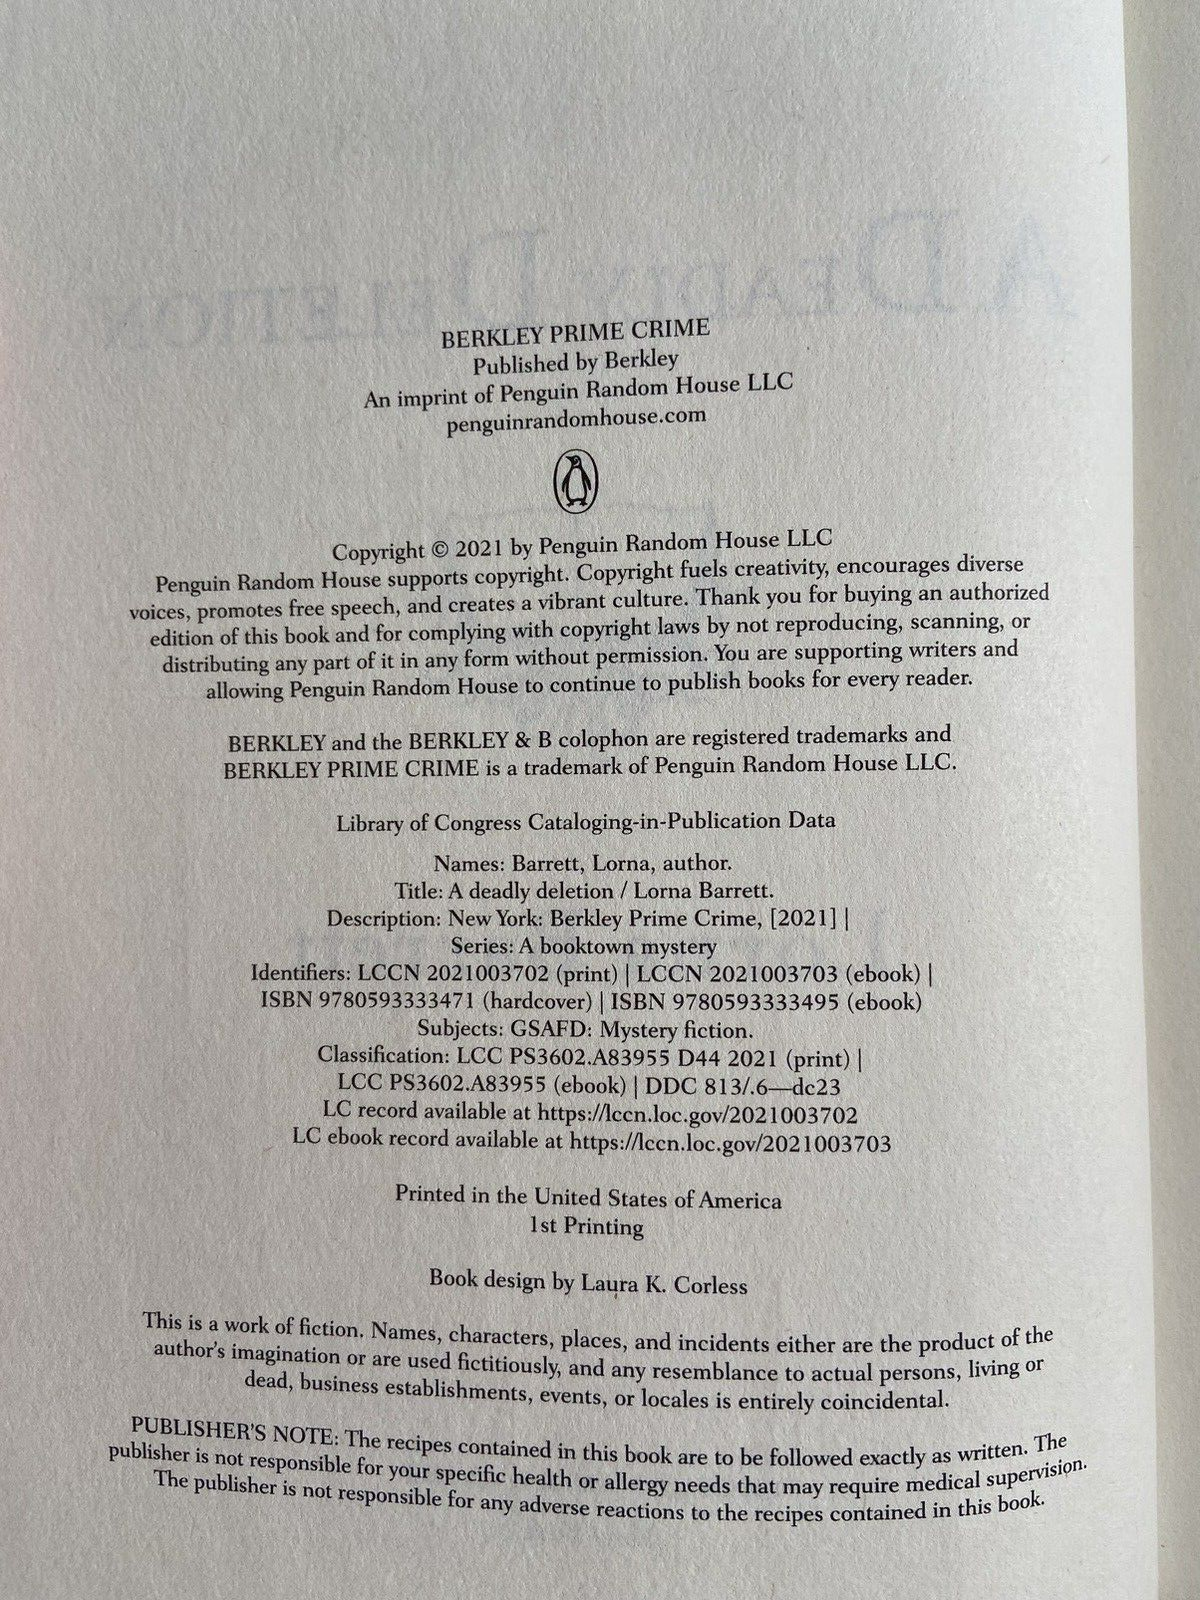 A DEADLY DELETION
BERKLEY PRIME CRIME
Published by Berkley
An imprint of Penguin Random House LLC
penguinrandomhouse.com
Copyright © 2021 by Penguin Random House LLC
Penguin Random House supports copyright. Copyright fuels creativity, encourages diverse
voices, promotes free speech, and creates a vibrant culture. Thank you for buying an authorized
edition of this book and for complying with copyright laws by not reproducing, scanning, or
distributing any part of it in any form without permission. You are supporting writers and
allowing Penguin Random House to continue to publish books for every reader.
BERKLEY and the BERKLEY & B colophon are registered trademarks and
BERKLEY PRIME CRIME is a trademark of Penguin Random House LLC.
Library of Congress Cataloging-in-Publication Data
Names: Barrett, Lorna, author.
Title: A deadly deletion / Lorna Barrett.
Description: New York: Berkley Prime Crime, [2021] |
Series: A booktown mystery
Identifiers: LCCN 2021003702 (print) | LCCN 2021003703 (ebook) |
ISBN 9780593333471 (hardcover) | ISBN 9780593333495 (ebook)
Subjects: GSAFD: Mystery fiction.
Classification: LCC PS3602.A83955 D44 2021 (print) |
LCC PS3602.A83955 (ebook) | DDC 813/.6—dc23
LC record available at https://lccn.loc.gov/2021003702
LC ebook record available at https://lccn.loc.gov/2021003703
Printed in the United States of America
1st Printing
Book design by Laura K. Corless
This is a work of fiction. Names, characters, places, and incidents either are the product of the
author's imagination or are used fictitiously, and any resemblance to actual persons, living or
dead, business establishments, events, or locales is entirely coincidental.
PUBLISHER'S NOTE: The recipes contained in this book are to be followed exactly as written. The
publisher is not responsible for your specific health or allergy needs that may require medical supervision.
The publisher is not responsible for any adverse reactions to the recipes contained in this book.